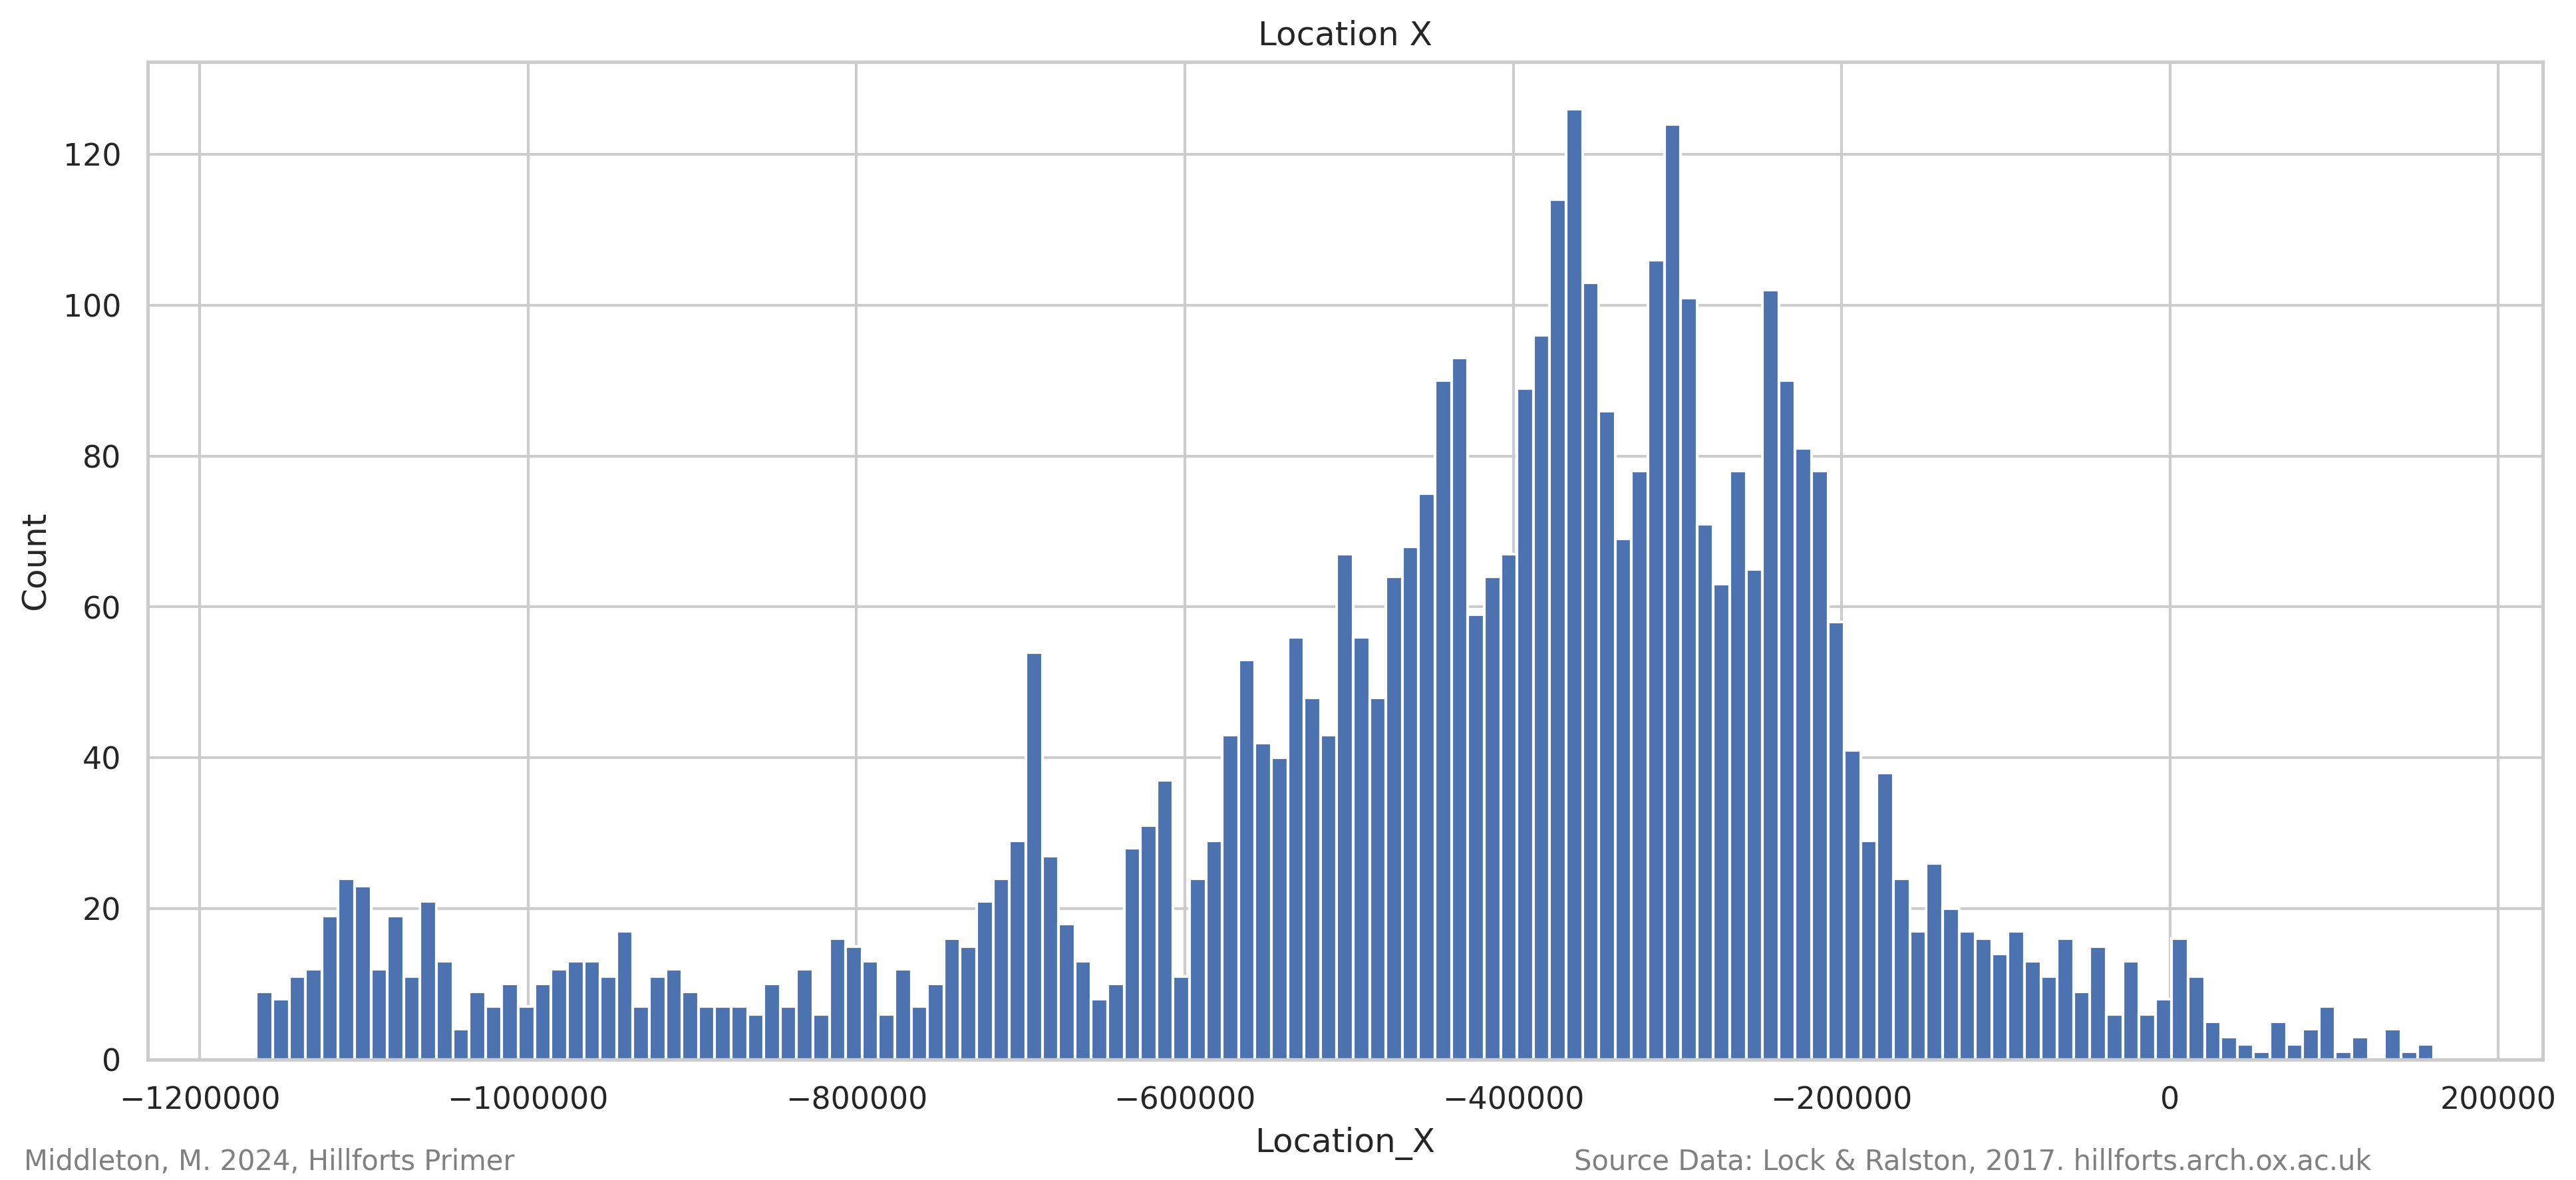 Location X
120
100
80
60
40
20
0
Count
−1200000 −1000000 −800000 −600000 −400000 −200000 0 200000
Location_X
Middleton, M. 2024, Hillforts Primer
Source Data: Lock & Ralston, 2017. hillforts.arch.ox.ac.uk